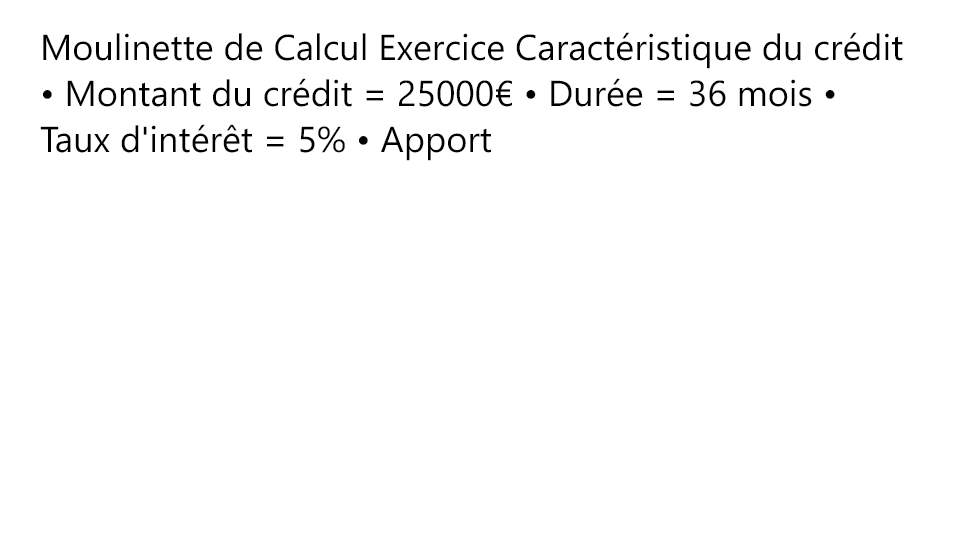 Moulinette de Calcul Exercice Caractéristique du crédit
• Montant du crédit = 25000€ • Durée = 36 mois •
Taux d'intérêt = 5% • Apport